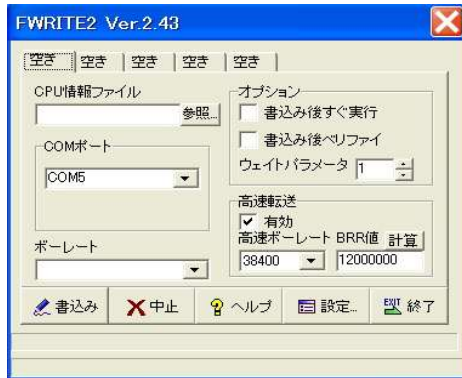 FWRITE2 Ver.2.43
空き 空き 空き 空き 空き
CPU情報ファイル
参照...
COMポート
COM5
ボーレート
オプション
書込み後すぐ実行
書込み後ベリファイ
ウェイトパラメータ 1
高速転送
有効
高速ボーレート BRR値 計算
38400 12000000
書込み 中止 ヘルプ 設定... EXIT 終了